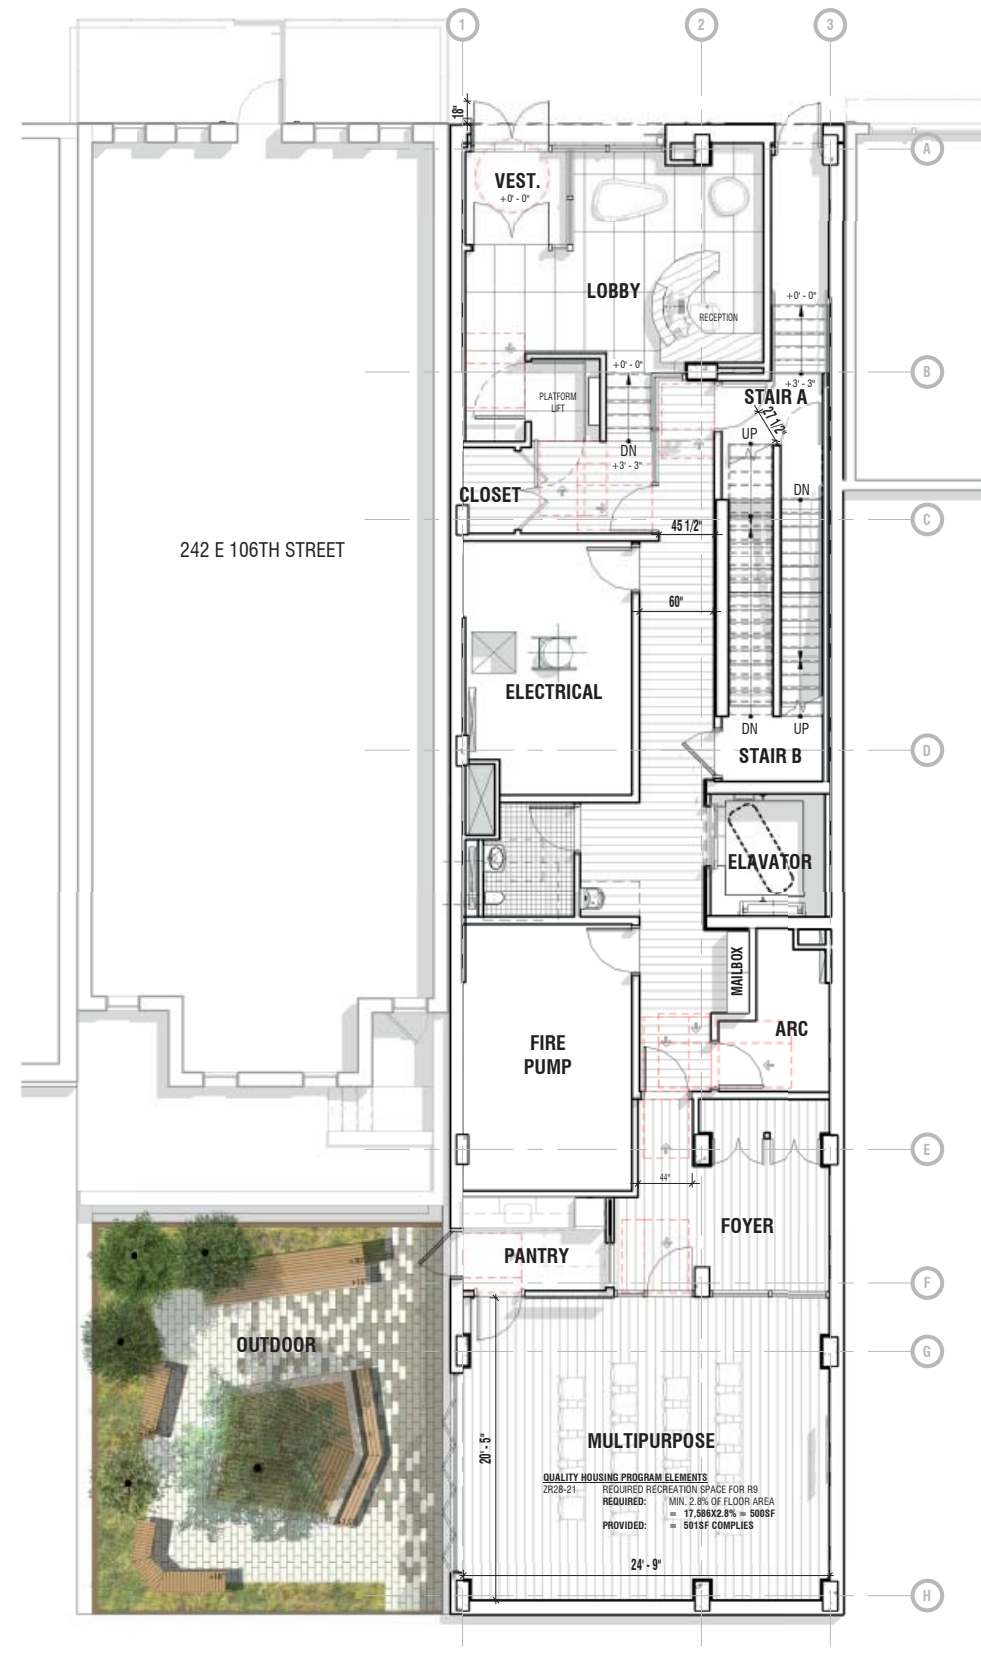 1
2
3
18"
A
VEST.
+0' - 0"
LOBBY
RECEPTION
+0' - 0"
+0' - 0"
B
+3' - 3"
STAIR A
PLATFORM
LIFT
27 1/2"
UP
DN
+3' - 3"
CLOSET
DN
C
45 1/2"
242 E 106TH STREET
60"
ELECTRICAL
DN
UP
D
STAIR B
ELAVATOR
MAILBOX
ARC
FIRE
PUMP
E
44"
FOYER
PANTRY
F
OUTDOOR
G
20' - 5"
MULTIPURPOSE
QUALITY HOUSING PROGRAM ELEMENTS
ZR28-21 REQUIRED RECREATION SPACE FOR R9
REQUIRED: MIN. 2.8% OF FLOOR AREA
= 17,586X2.8% = 500SF
PROVIDED: = 501SF COMPLIES
24' - 9"
H